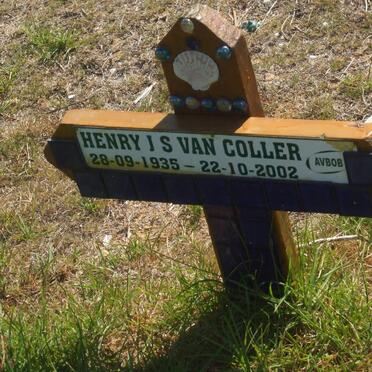 HENRY I S VAN COLLER
28-09-1935 – 22-10-2002
AVBOB